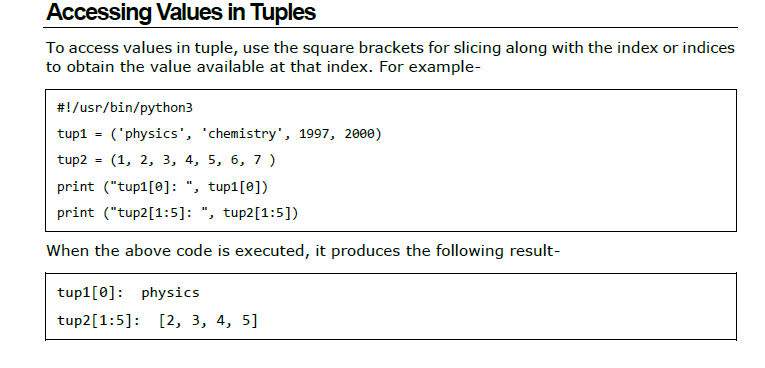 Accessing Values in Tuples
To access values in tuple, use the square brackets for slicing along with the index or indices
to obtain the value available at that index. For example-
#!/usr/bin/python3
tup1 = ('physics', 'chemistry', 1997, 2000)
tup2 = (1, 2, 3, 4, 5, 6, 7 )
print ("tup1[0]: ", tup1[0])
print ("tup2[1:5]: ", tup2[1:5])
When the above code is executed, it produces the following result-
tup1[0]:  physics
tup2[1:5]:  [2, 3, 4, 5]